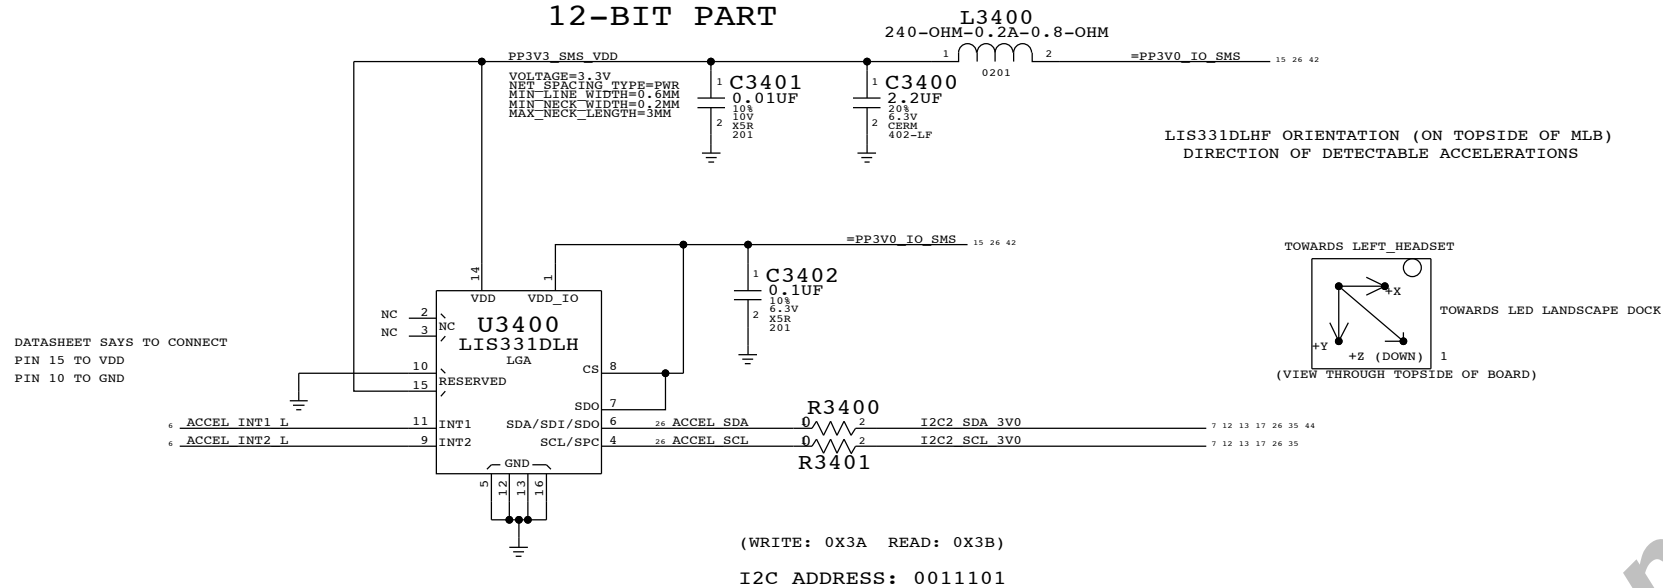 12-BIT PART
L3400
240-OHM-0.2A-0.8-OHM
PP3V3_SMS_VDD
1
2
=PP3V0_IO_SMS
15 26 42
0201
VOLTAGE=3.3V
NET_SPACING_TYPE=PWR
MIN_LINE_WIDTH=0.6MM
MIN_NECK_WIDTH=0.2MM
MAX_NECK_LENGTH=3MM
1
C3401
0.01UF
10%
10V
2
X5R
201
1
C3400
2.2UF
20%
6.3V
2
CERM
402-LF
LIS331DLHF ORIENTATION (ON TOPSIDE OF MLB)
DIRECTION OF DETECTABLE ACCELERATIONS
=PP3V0_IO_SMS
15 26 42
TOWARDS LEFT_HEADSET
14
1
VDD
VDD_IO
1
C3402
0.1UF
10%
6.3V
2
X5R
201
+X
TOWARDS LED LANDSCAPE DOCK
+Y
+Z (DOWN)
1
(VIEW THROUGH TOPSIDE OF BOARD)
NC
2
NC
3
NC
U3400
LIS331DLH
LGA
DATASHEET SAYS TO CONNECT
PIN 15 TO VDD
PIN 10 TO GND
10
15
RESERVED
CS
8
SDO
7
6
ACCEL_INT1_L
11
INT1
6
ACCEL_INT2_L
9
INT2
SDA/SDI/SDO
6
26
ACCEL_SDA
R3400
0
2
I2C2_SDA_3V0
7 12 13 17 26 35 44
SCL/SPC
4
26
ACCEL_SCL
0
2
I2C2_SCL_3V0
7 12 13 17 26 35
R3401
GND
5
12
13
16
(WRITE: 0X3A READ: 0X3B)
I2C ADDRESS: 0011101